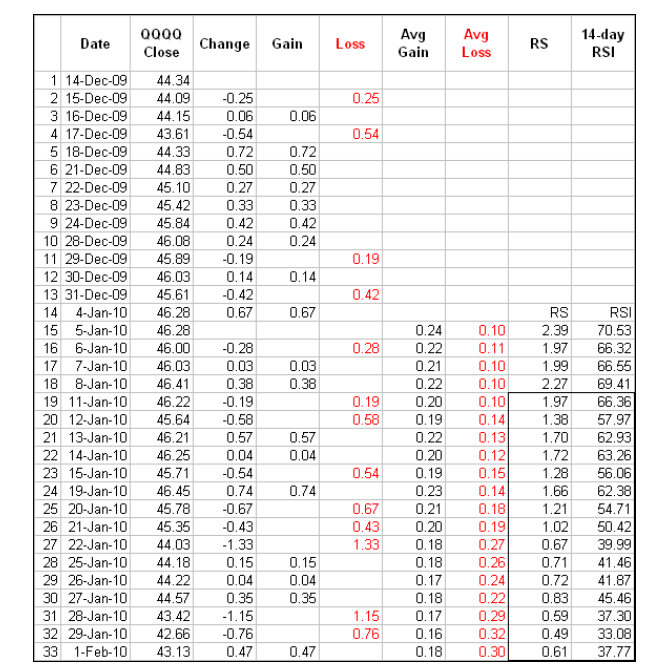 Date QQQQ Close Change Gain Loss Avg Gain Avg Loss RS 14-day RSI
1 14-Dec-09 44.34
2 15-Dec-09 44.09 -0.25 0.25
3 16-Dec-09 44.15 0.06 0.06
4 17-Dec-09 43.61 -0.54 0.54
5 18-Dec-09 44.33 0.72 0.72
6 21-Dec-09 44.83 0.50 0.50
7 22-Dec-09 45.10 0.27 0.27
8 23-Dec-09 45.42 0.33 0.33
9 24-Dec-09 45.84 0.42 0.42
10 28-Dec-09 46.08 0.24 0.24
11 29-Dec-09 45.89 -0.19 0.19
12 30-Dec-09 46.03 0.14 0.14
13 31-Dec-09 45.61 -0.42 0.42
14 4-Jan-10 46.28 0.67 0.67 RS RSI
15 5-Jan-10 46.28 0.24 0.10 2.39 70.53
16 6-Jan-10 46.00 -0.28 0.28 0.22 0.11 1.97 66.32
17 7-Jan-10 46.03 0.03 0.03 0.21 0.10 1.99 66.55
18 8-Jan-10 46.41 0.38 0.38 0.22 0.10 2.27 69.41
19 11-Jan-10 46.22 -0.19 0.19 0.20 0.10 1.97 66.36
20 12-Jan-10 45.64 -0.58 0.58 0.19 0.14 1.38 57.97
21 13-Jan-10 46.21 0.57 0.57 0.22 0.13 1.70 62.93
22 14-Jan-10 46.25 0.04 0.04 0.20 0.12 1.72 63.26
23 15-Jan-10 45.71 -0.54 0.54 0.19 0.15 1.28 56.06
24 19-Jan-10 46.45 0.74 0.74 0.23 0.14 1.66 62.38
25 20-Jan-10 45.78 -0.67 0.67 0.21 0.18 1.21 54.71
26 21-Jan-10 45.35 -0.43 0.43 0.20 0.19 1.02 50.42
27 22-Jan-10 44.03 -1.33 1.33 0.18 0.27 0.67 39.99
28 25-Jan-10 44.18 0.15 0.15 0.18 0.26 0.71 41.46
29 26-Jan-10 44.22 0.04 0.04 0.17 0.24 0.72 41.87
30 27-Jan-10 44.57 0.35 0.35 0.18 0.22 0.83 45.46
31 28-Jan-10 43.42 -1.15 1.15 0.17 0.29 0.59 37.30
32 29-Jan-10 42.66 -0.76 0.76 0.16 0.32 0.49 33.08
33 1-Feb-10 43.13 0.47 0.47 0.18 0.30 0.61 37.77